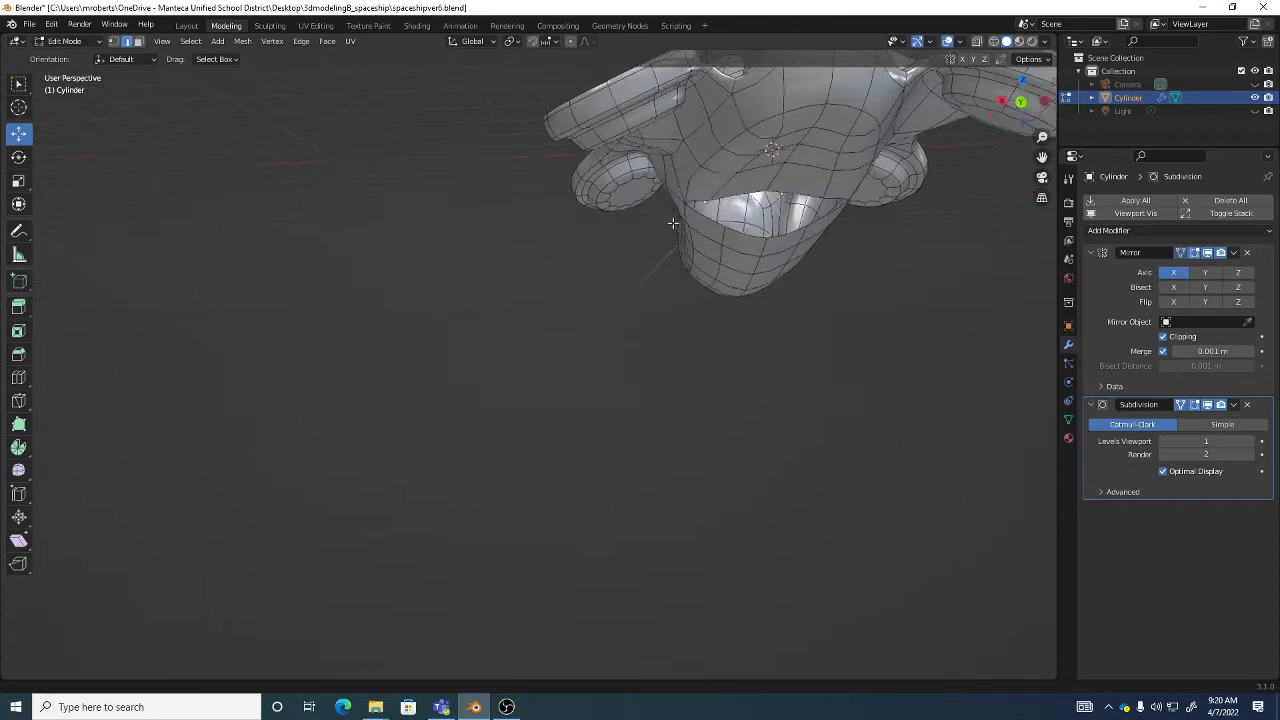 Blender* [C:\Users\mroberts\OneDrive - Manteca Unified School District\Desktop\3dmodelingB_spaceship\spaceshipver6.blend]
File Edit Render Window Help Layout Modeling Sculpting UV Editing Texture Paint Shading Animation Rendering Compositing Geometry Nodes Scripting + Scene ViewLayer
Edit Mode View Select Add Mesh Vertex Edge Face UV Global
Orientation: Default Drag: Select Box X Y Z Options
User Perspective
(1) Cylinder
Scene Collection
Collection
Camera
Cylinder
Light
Cylinder Subdivision
Apply All Delete All
Viewport Vis Toggle Stack
Add Modifier
Mirror
Axis X Y Z
Bisect X Y Z
Flip X Y Z
Mirror Object
Clipping
Merge 0.001 m
Bisect Distance 0.001 m
Data
Subdivision
Catmull-Clark Simple
Levels Viewport 1
Render 2
Optimal Display
Advanced
3.1.0
Type here to search
9:20 AM
4/7/2022